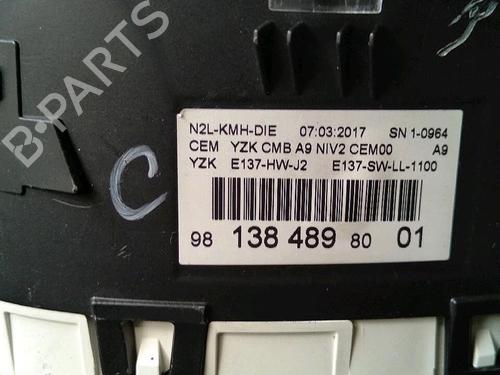 B-PARTS
N2L-KMH-DIE 07:03:2017 SN 1-0964
CEM YZK CMB A9 NIV2 CEM00 A9
YZK E137-HW-J2 E137-SW-LL-1100
C
98 138 489 80 01